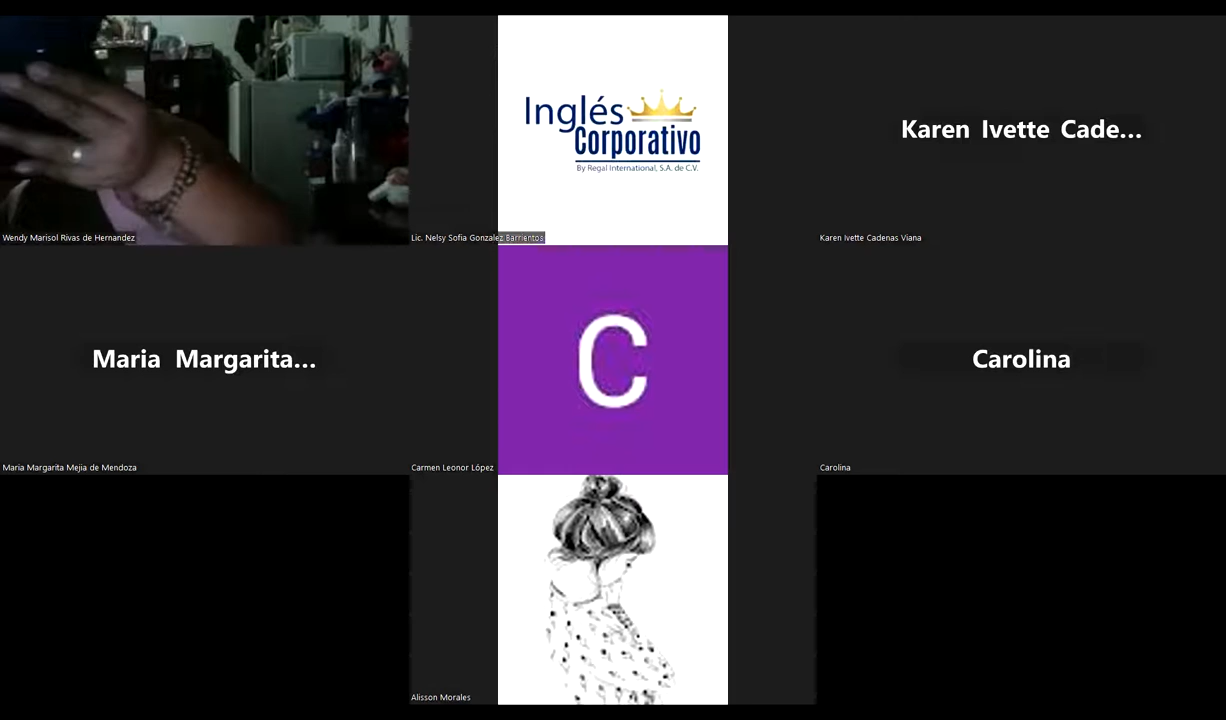 Inglés
Corporativo
By Regal International, S.A. de C.V.
Karen Ivette Cade...
Wendy Marisol Rivas de Hernandez
Lic. Nelsy Sofia Gonzalez Barrientos
Karen Ivette Cadenas Viana
Maria Margarita...
C
Carolina
Maria Margarita Mejia de Mendoza
Carmen Leonor López
Carolina
Alisson Morales